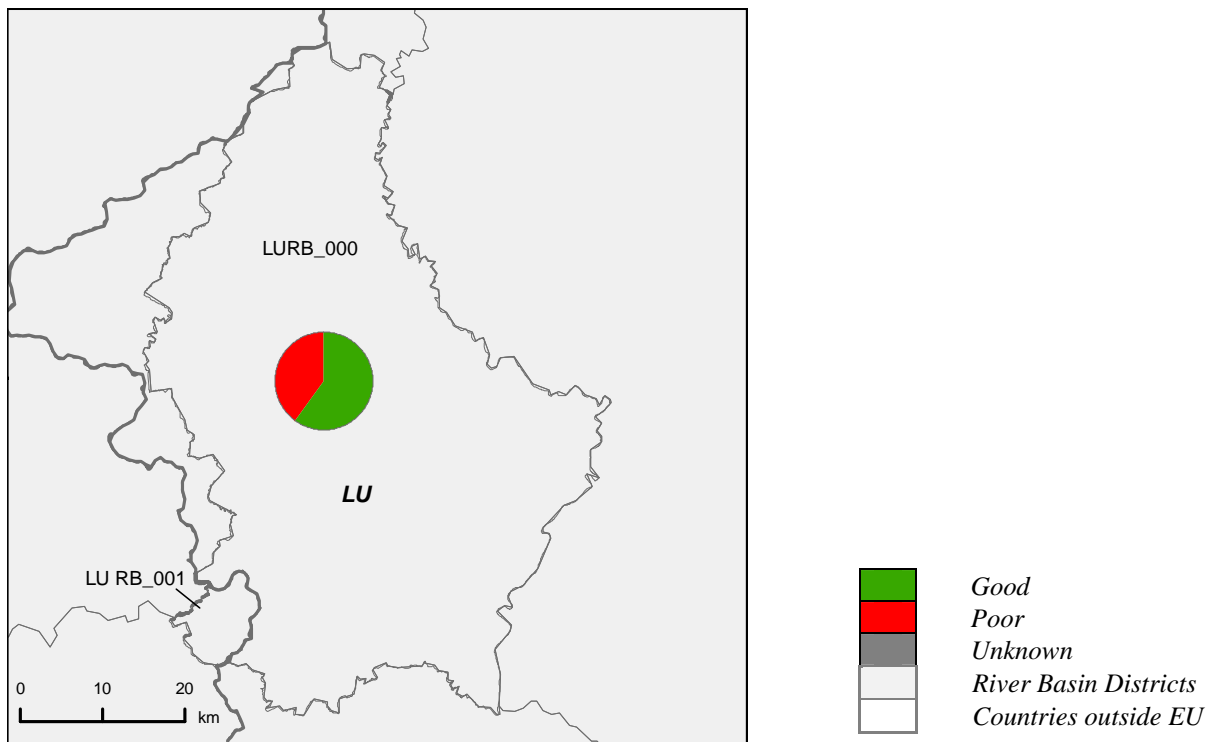 LURB_000
LU
LU RB_001
0 10 20
km
Good
Poor
Unknown
River Basin Districts
Countries outside EU